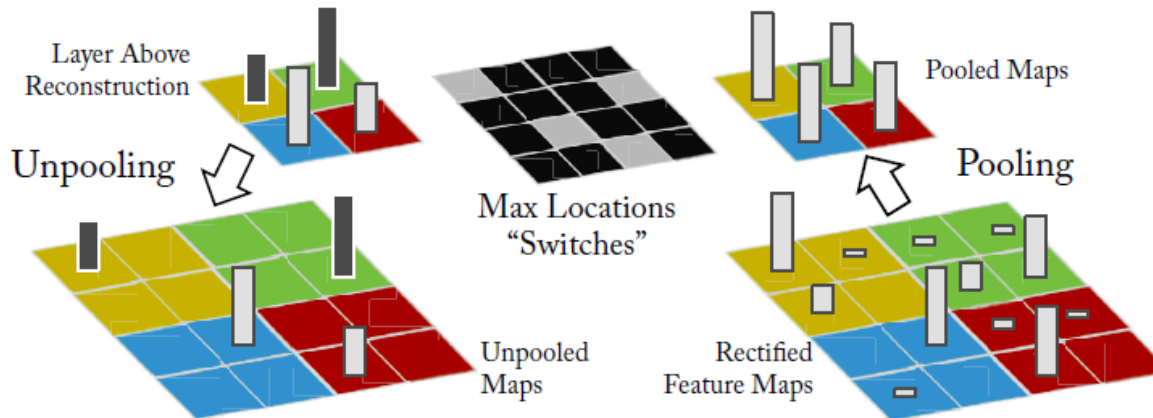 Layer Above
Reconstruction
Pooled Maps
Unpooling
Pooling
Max Locations
“Switches”
Unpooled
Maps
Rectified
Feature Maps